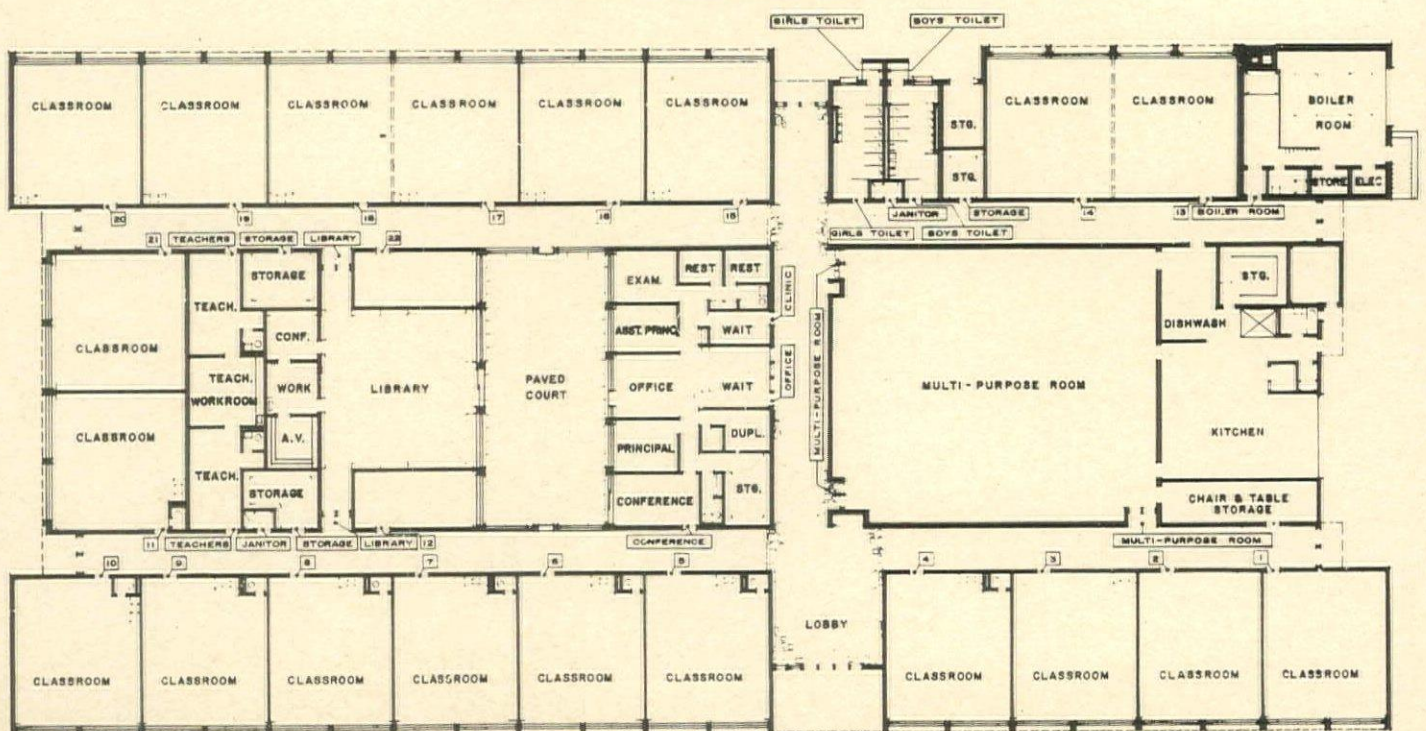 GIRLS TOILET
BOYS TOILET
CLASSROOM
CLASSROOM
CLASSROOM
CLASSROOM
CLASSROOM
CLASSROOM
STG.
STG.
CLASSROOM
CLASSROOM
BOILER
ROOM
STORE
ELEC
20
19
18
17
16
15
JANITOR
STORAGE
14
13
BOILER ROOM
GIRLS TOILET
BOYS TOILET
21
TEACHERS
STORAGE
LIBRARY
22
CLASSROOM
TEACH.
STORAGE
CONF.
TEACH.
WORKROOM
WORK
LIBRARY
PAVED
COURT
EXAM.
REST
REST
ASST. PRINC.
WAIT
CLINIC
OFFICE
WAIT
OFFICE
MULTI-PURPOSE ROOM
MULTI-PURPOSE ROOM
DISHWASH
STG.
KITCHEN
CLASSROOM
A.V.
TEACH.
STORAGE
PRINCIPAL
DUPL.
CONFERENCE
STG.
CHAIR & TABLE
STORAGE
11
TEACHERS
JANITOR
STORAGE
LIBRARY
12
CONFERENCE
MULTI-PURPOSE ROOM
10
9
8
7
6
5
4
3
2
1
LOBBY
CLASSROOM
CLASSROOM
CLASSROOM
CLASSROOM
CLASSROOM
CLASSROOM
CLASSROOM
CLASSROOM
CLASSROOM
CLASSROOM